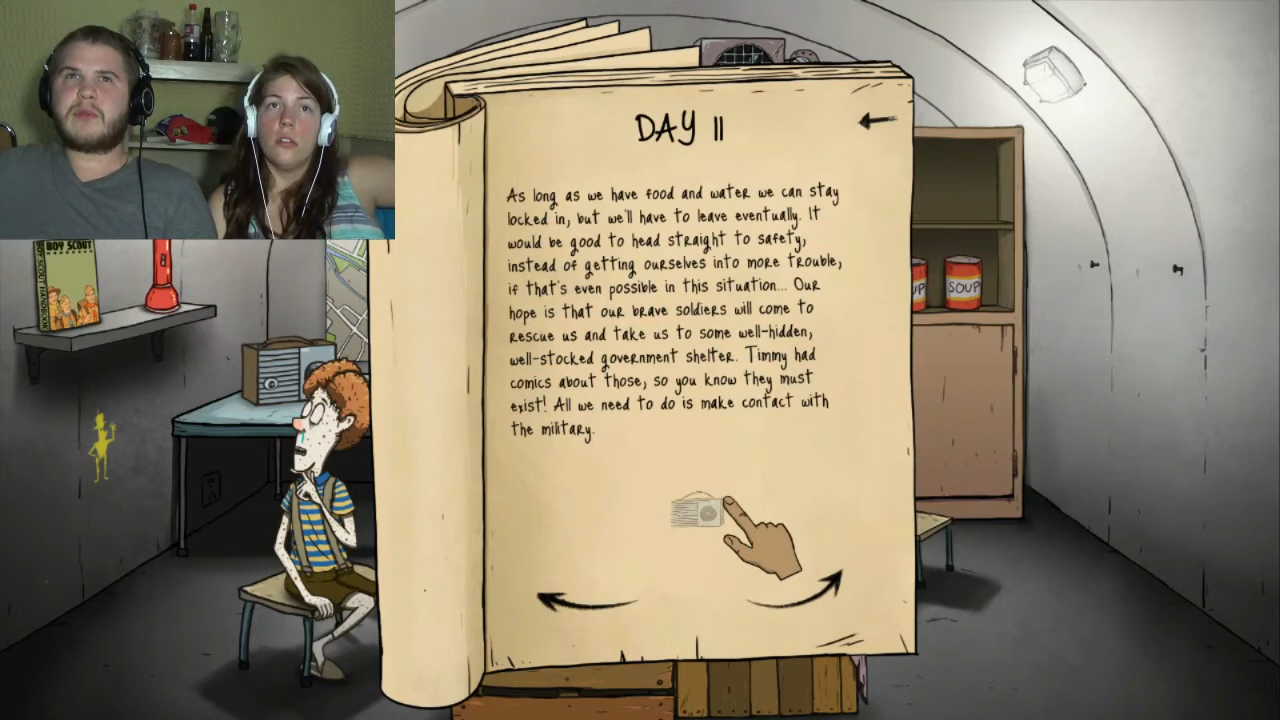 DAY 11
As long as we have food and water we can stay
locked in, but we'll have to leave eventually. It
would be good to head straight to safety,
instead of getting ourselves into more trouble,
if that's even possible in this situation... Our
hope is that our brave soldiers will come to
rescue us and take us to some well-hidden,
well-stocked government shelter. Timmy had
comics about those, so you know they must
exist! All we need to do is make contact with
the military.
BOY SCOUT
BOY SCOUT HANDBOOK
UP
SOUP